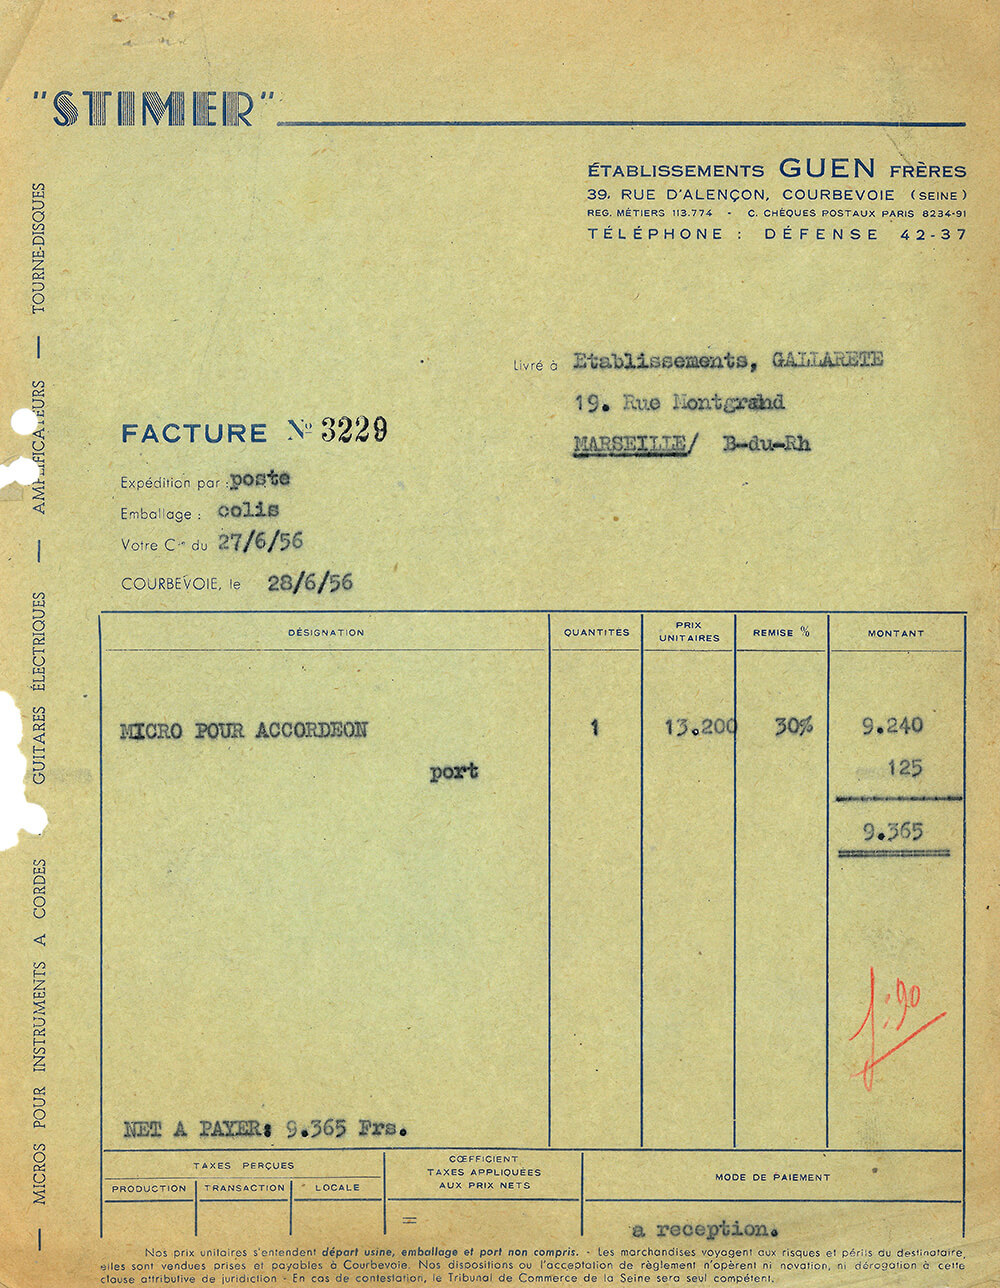 "STIMER"
ÉTABLISSEMENTS GUEN FRÈRES
39, RUE D'ALENÇON, COURBEVOIE (SEINE)
REG. MÉTIERS 113.774 - C. CHÈQUES POSTAUX PARIS 8234-91
TÉLÉPHONE : DÉFENSE 42-37
Livré à Etablissements, GALLARETE
19. Rue Montgrand
MARSEILLE/ B-du-Rh
FACTURE No 3229
Expédition par : poste
Emballage : colis
Votre Cde du 27/6/56
COURBEVOIE, le 28/6/56
DÉSIGNATION QUANTITÉS PRIX UNITAIRES REMISE % MONTANT
MICRO POUR ACCORDEON 1 13.200 30% 9.240
port 125
9.365
NET A PAYER: 9.365 Frs.
TAXES PERÇUES
PRODUCTION TRANSACTION LOCALE
CŒFFICIENT
TAXES APPLIQUÉES
AUX PRIX NETS
=
MODE DE PAIEMENT
a reception.
Nos prix unitaires s'entendent départ usine, emballage et port non compris. - Les marchandises voyagent aux risques et périls du destinataire,
elles sont vendues prises et payables à Courbevoie. Nos dispositions ou l'acceptation de règlement n'opèrent ni novation, ni dérogation à cette
clause attributive de juridiction - En cas de contestation, le Tribunal de Commerce de la Seine sera seul compétent.
— MICROS POUR INSTRUMENTS A CORDES GUITARES ÉLECTRIQUES — AMPLIFICATEURS — TOURNE-DISQUES